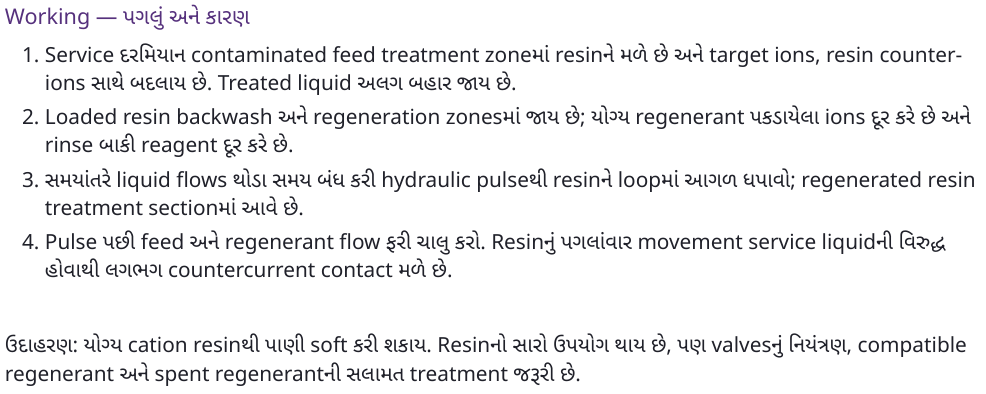 Working — પગલું અને કારણ
1. Service દરમિયાન contaminated feed treatment zoneમાં resinને મળે છે અને target ions, resin counter-
ions સાથે બદલાય છે. Treated liquid અલગ બહાર જાય છે.
2. Loaded resin backwash અને regeneration zonesમાં જાય છે; યોગ્ય regenerant પકડાયેલા ions દૂર કરે છે અને
rinse બાકી reagent દૂર કરે છે.
3. સમયાંતરે liquid flows થોડા સમય બંધ કરી hydraulic pulseથી resinને loopમાં આગળ ધપાવો; regenerated resin
treatment sectionમાં આવે છે.
4. Pulse પછી feed અને regenerant flow ફરી ચાલુ કરો. Resinનું પગલાંવાર movement service liquidની વિરુદ્ધ
હોવાથી લગભગ countercurrent contact મળે છે.
ઉદાહરણ: યોગ્ય cation resinથી પાણી soft કરી શકાય. Resinનો સારો ઉપયોગ થાય છે, પણ valvesનું નિયંત્રણ, compatible
regenerant અને spent regenerantની સલામત treatment જરૂરી છે.